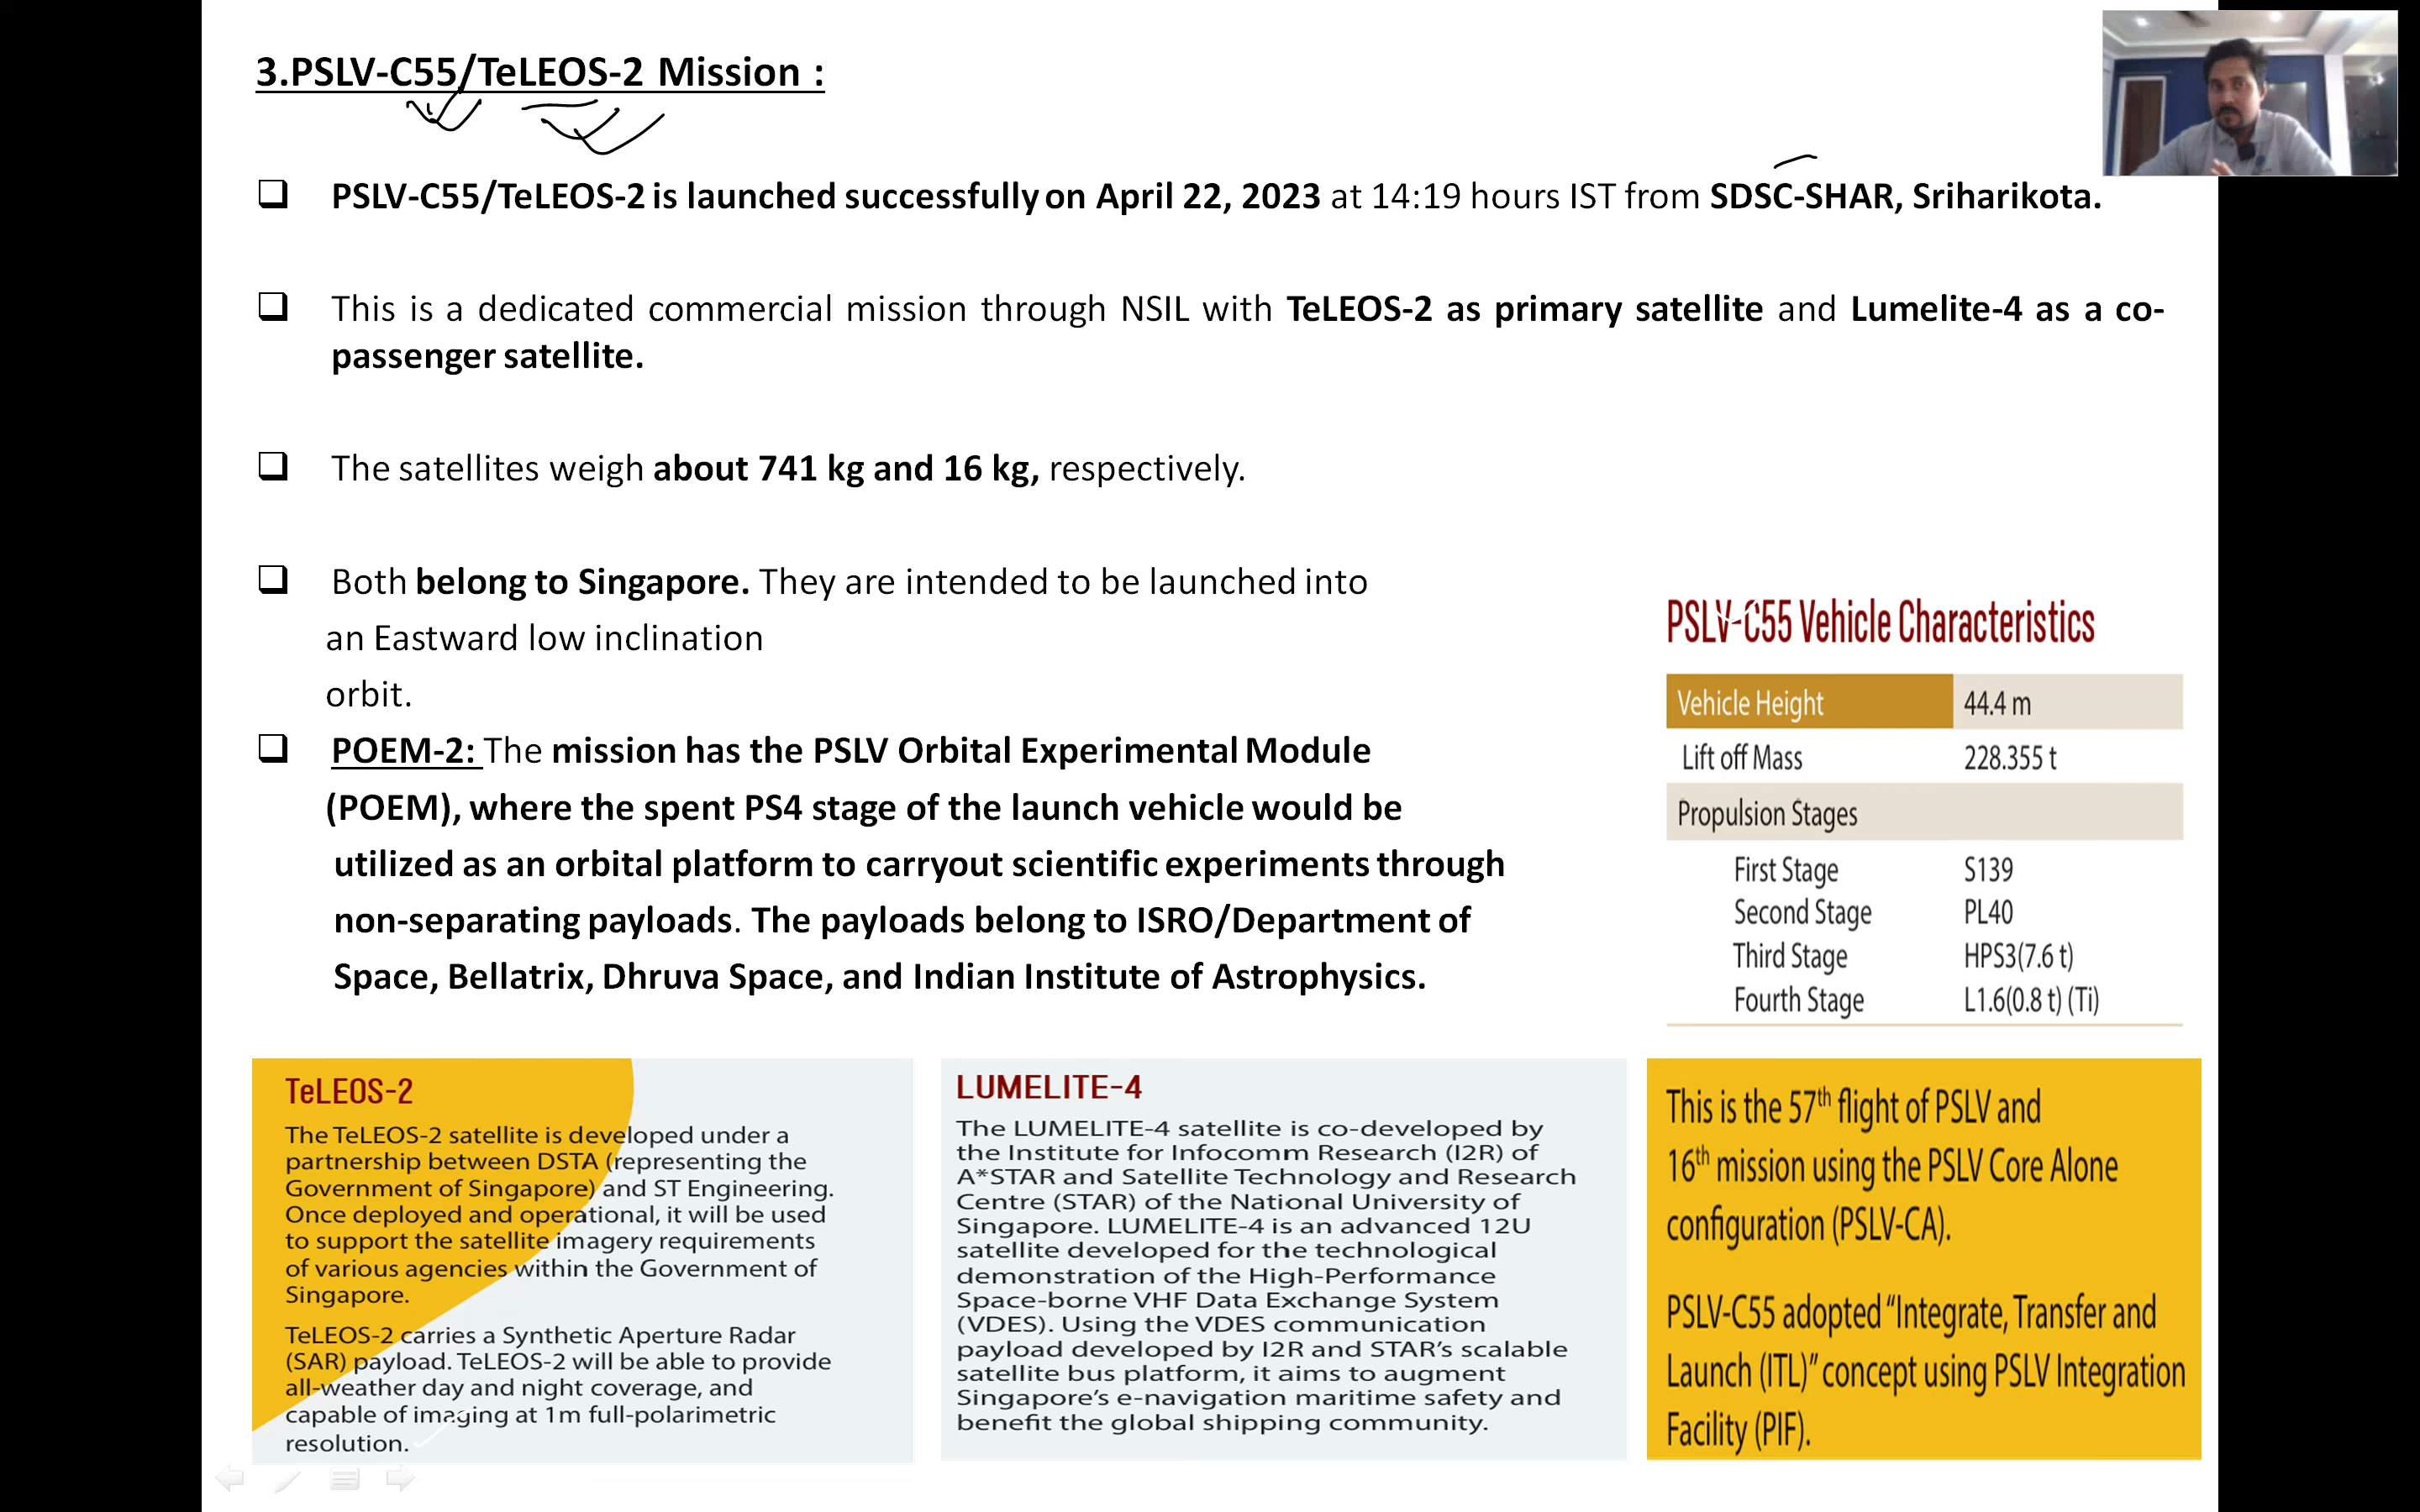 3.PSLV-C55/TeLEOS-2 Mission :
PSLV-C55/TeLEOS-2 is launched successfully on April 22, 2023 at 14:19 hours IST from SDSC-SHAR, Sriharikota.
This is a dedicated commercial mission through NSIL with TeLEOS-2 as primary satellite and Lumelite-4 as a co-
passenger satellite.
The satellites weigh about 741 kg and 16 kg, respectively.
Both belong to Singapore. They are intended to be launched into
an Eastward low inclination
orbit.
POEM-2: The mission has the PSLV Orbital Experimental Module
(POEM), where the spent PS4 stage of the launch vehicle would be
utilized as an orbital platform to carryout scientific experiments through
non-separating payloads. The payloads belong to ISRO/Department of
Space, Bellatrix, Dhruva Space, and Indian Institute of Astrophysics.
PSLV-C55 Vehicle Characteristics
Vehicle Height 44.4 m
Lift off Mass 228.355 t
Propulsion Stages
First Stage S139
Second Stage PL40
Third Stage HPS3(7.6 t)
Fourth Stage L1.6(0.8 t) (Ti)
TeLEOS-2
The TeLEOS-2 satellite is developed under a
partnership between DSTA (representing the
Government of Singapore) and ST Engineering.
Once deployed and operational, it will be used
to support the satellite imagery requirements
of various agencies within the Government of
Singapore.
TeLEOS-2 carries a Synthetic Aperture Radar
(SAR) payload. TeLEOS-2 will be able to provide
all-weather day and night coverage, and
capable of imaging at 1m full-polarimetric
resolution.
LUMELITE-4
The LUMELITE-4 satellite is co-developed by
the Institute for Infocomm Research (I2R) of
A*STAR and Satellite Technology and Research
Centre (STAR) of the National University of
Singapore. LUMELITE-4 is an advanced 12U
satellite developed for the technological
demonstration of the High-Performance
Space-borne VHF Data Exchange System
(VDES). Using the VDES communication
payload developed by I2R and STAR's scalable
satellite bus platform, it aims to augment
Singapore's e-navigation maritime safety and
benefit the global shipping community.
This is the 57th flight of PSLV and
16th mission using the PSLV Core Alone
configuration (PSLV-CA).
PSLV-C55 adopted "Integrate, Transfer and
Launch (ITL)" concept using PSLV Integration
Facility (PIF).